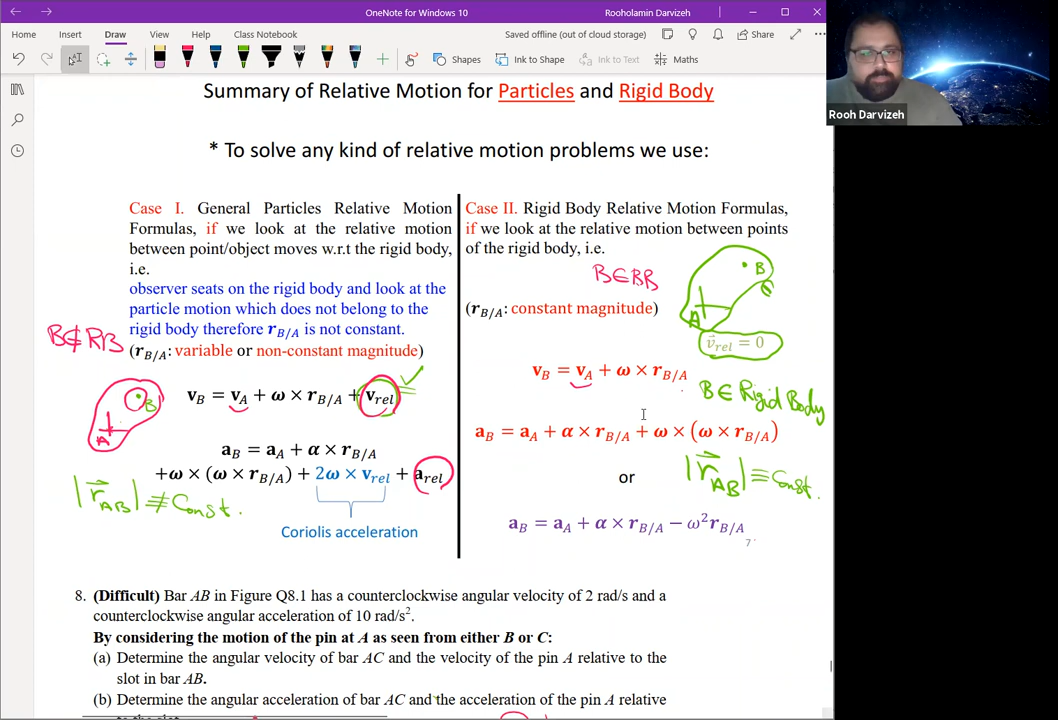 OneNote for Windows 10
Rooholamin Darvizeh
Home Insert Draw View Help Class Notebook
Saved offline (out of cloud storage)
Share
Shapes
Ink to Shape
Ink to Text
Maths
Rooh Darvizeh
Summary of Relative Motion for Particles and Rigid Body
* To solve any kind of relative motion problems we use:
Case I. General Particles Relative Motion
Formulas, if we look at the relative motion
between point/object moves w.r.t the rigid body,
i.e.
observer seats on the rigid body and look at the
particle motion which does not belong to the
rigid body therefore r_B/A is not constant.
(r_B/A: variable or non-constant magnitude)
B∉RB
A
B
v_B = v_A + ω × r_B/A + v_rel
a_B = a_A + α × r_B/A
+ω × (ω × r_B/A) + 2ω × v_rel + a_rel
|r⃗_AB| ≢ Const.
Coriolis acceleration
Case II. Rigid Body Relative Motion Formulas,
if we look at the relative motion between points
of the rigid body, i.e.
B∈BB
(r_B/A: constant magnitude)
B
A
v⃗_rel = 0
v_B = v_A + ω × r_B/A
B ∈ Rigid Body
a_B = a_A + α × r_B/A + ω × (ω × r_B/A)
or
|r⃗_AB| ≡ Const.
a_B = a_A + α × r_B/A − ω²r_B/A
7
8. (Difficult) Bar AB in Figure Q8.1 has a counterclockwise angular velocity of 2 rad/s and a
counterclockwise angular acceleration of 10 rad/s².
By considering the motion of the pin at A as seen from either B or C:
(a) Determine the angular velocity of bar AC and the velocity of the pin A relative to the
slot in bar AB.
(b) Determine the angular acceleration of bar AC and the acceleration of the pin A relative
to the slot